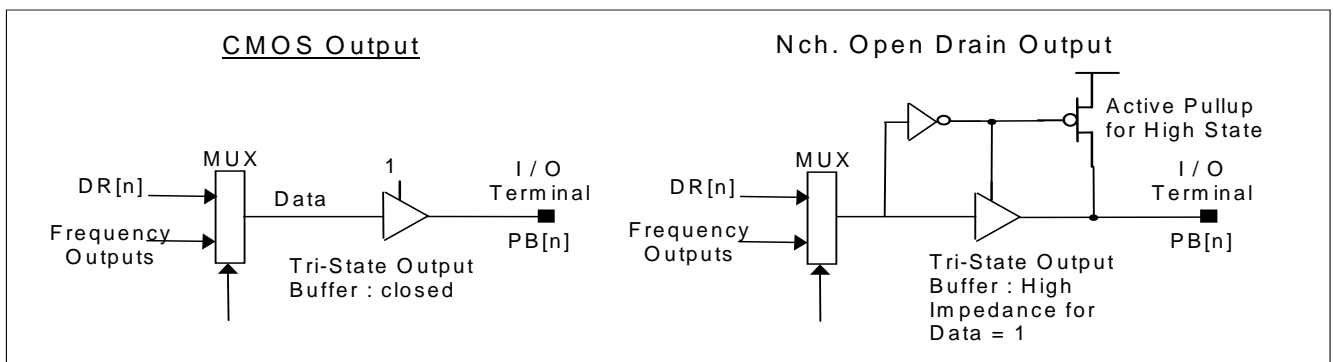 CMOS Output
MUX
1
I / O
Terminal
DR[n]
Data
Frequency
Outputs
PB[n]
Tri-State Output
Buffer : closed
Nch. Open Drain Output
Active Pullup
for High State
MUX
I / O
Terminal
DR[n]
Frequency
Outputs
PB[n]
Tri-State Output
Buffer : High
Impedance for
Data = 1